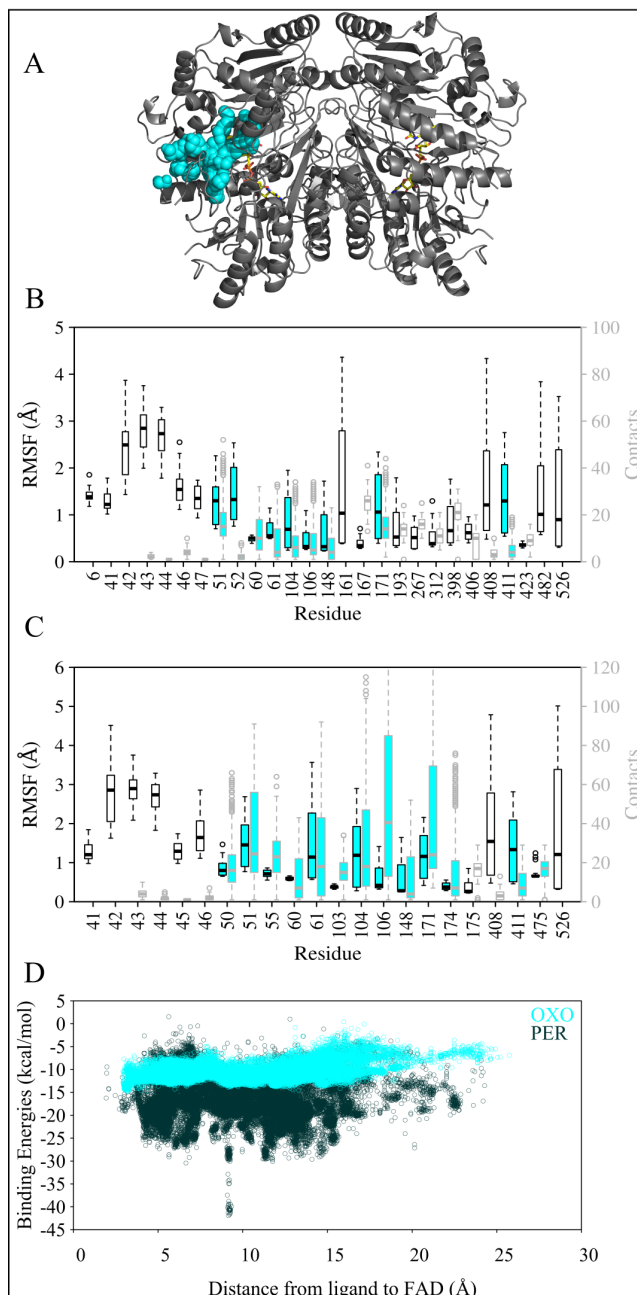 A
B
5
4
3
2
1
0
RMSF (Å)
100
80
60
40
20
0
Contacts
6 41 42 43 44 46 47 51 52 60 61 104 106 148 161 167 171 193 267 312 398 406 408 411 423 482 526
Residue
C
6
5
4
3
2
1
0
RMSF (Å)
120
100
80
60
40
20
0
Contacts
41 42 43 44 45 46 50 51 55 60 61 103 104 106 148 171 174 175 408 411 475 526
Residue
D
5
0
-5
-10
-15
-20
-25
-30
-35
-40
-45
Binding Energies (kcal/mol)
OXO
PER
0 5 10 15 20 25 30
Distance from ligand to FAD (Å)